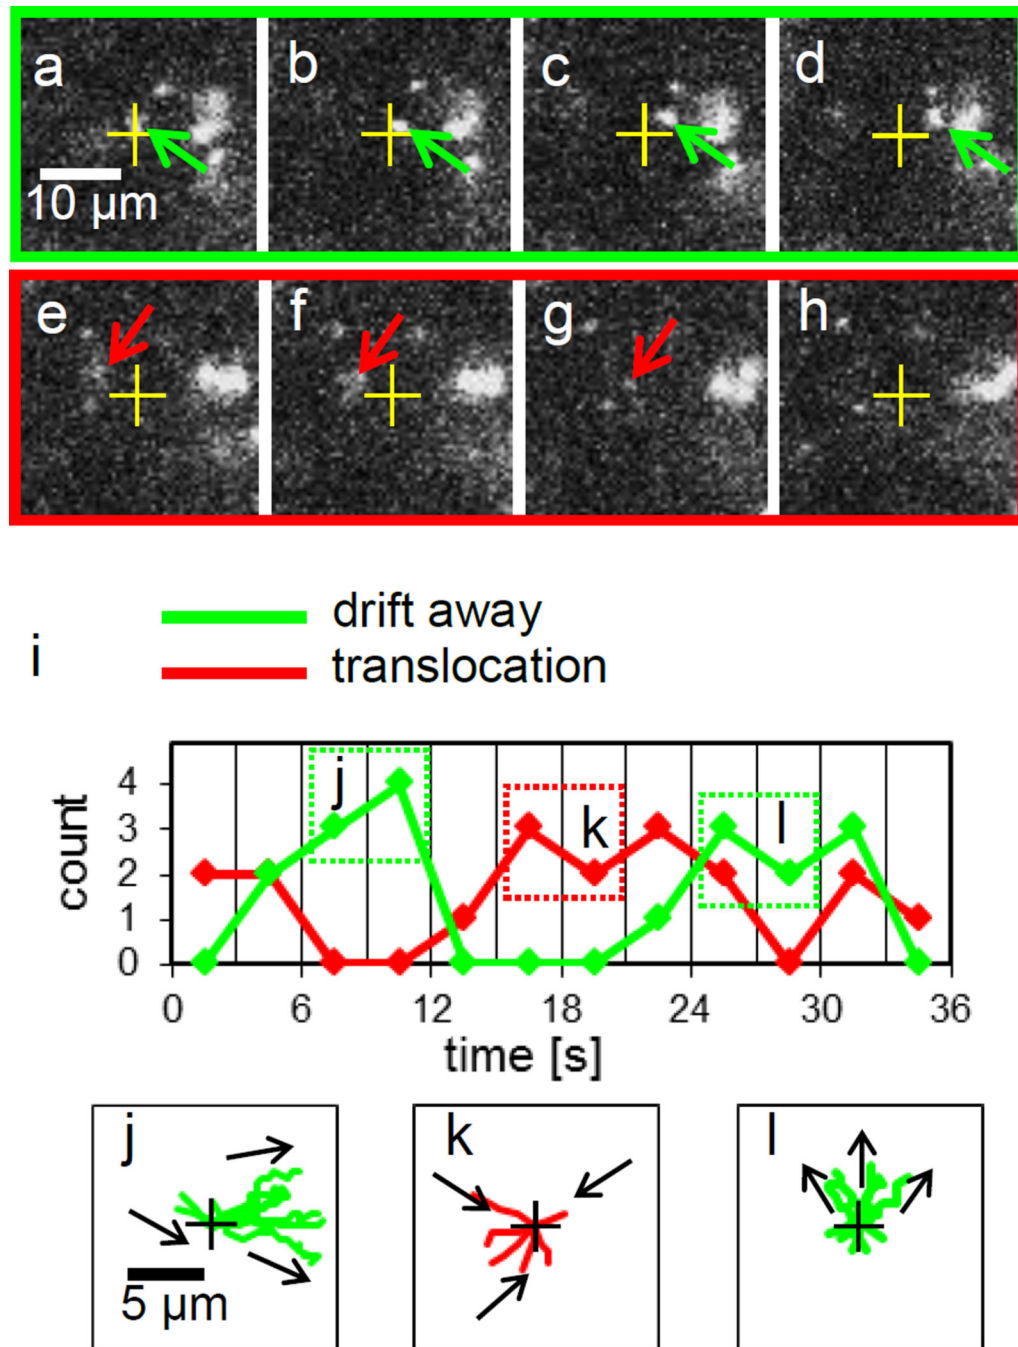 a b c d
10 µm
e f g h
i
drift away
translocation
j
k
l
count
4
3
2
1
0
0 6 12 18 24 30 36
time [s]
j k l
5 µm